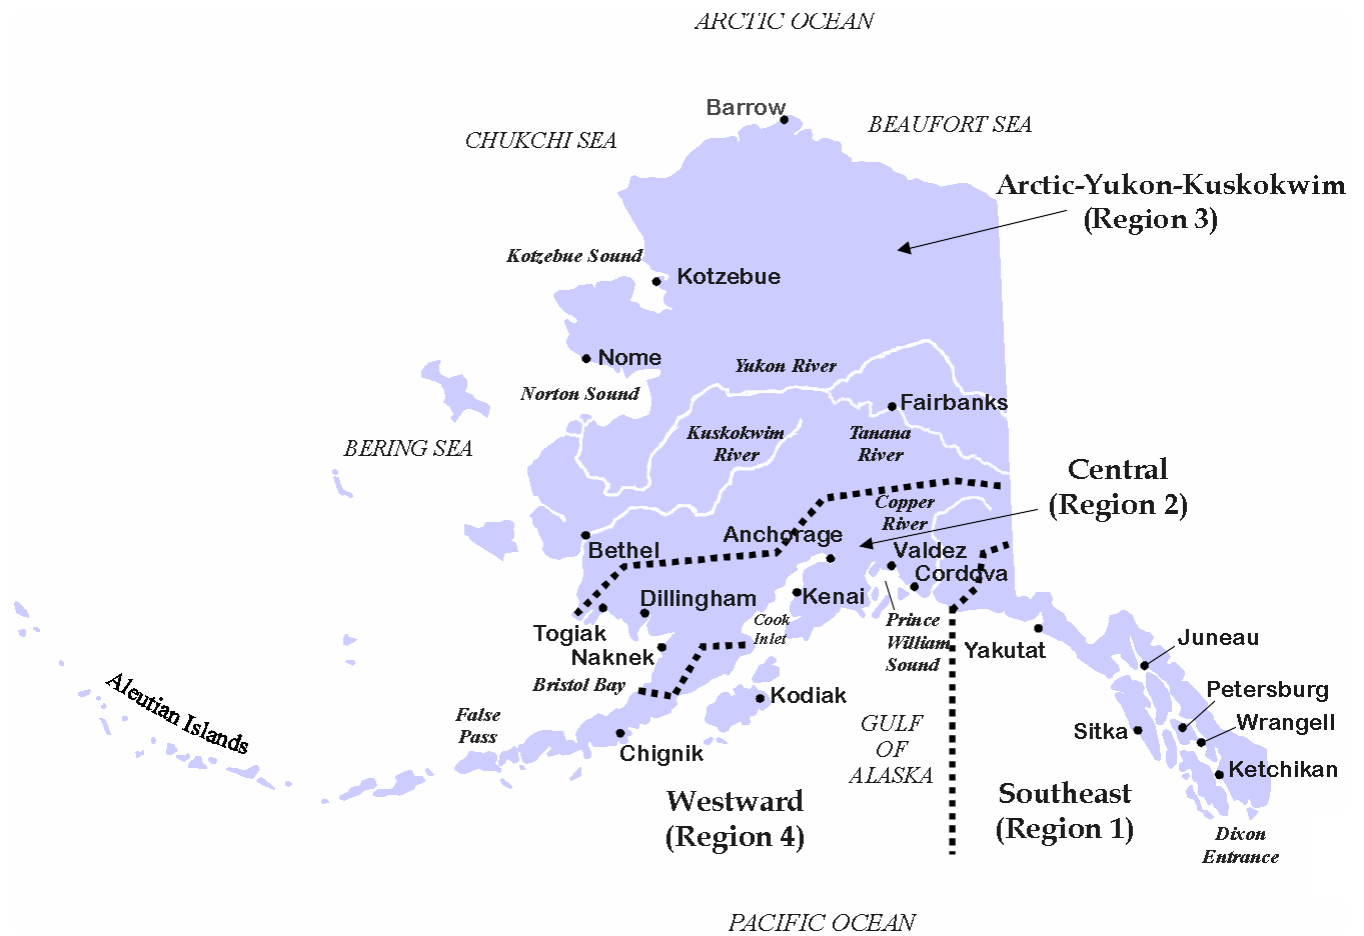 ARCTIC OCEAN
Barrow
BEAUFORT SEA
CHUKCHI SEA
Arctic-Yukon-Kuskokwim
(Region 3)
Kotzebue Sound
Kotzebue
Nome
Yukon River
Norton Sound
Fairbanks
Kuskokwim
River
Tanana
River
BERING SEA
Central
(Region 2)
Copper
River
Anchorage
Bethel
Valdez
Cordova
Dillingham
Kenai
Togiak
Naknek
Cook
Inlet
Prince
William
Sound
Yakutat
Juneau
Bristol Bay
Kodiak
Petersburg
Wrangell
Aleutian Islands
False
Pass
Sitka
Chignik
GULF
OF
ALASKA
Ketchikan
Westward
(Region 4)
Southeast
(Region 1)
Dixon
Entrance
PACIFIC OCEAN